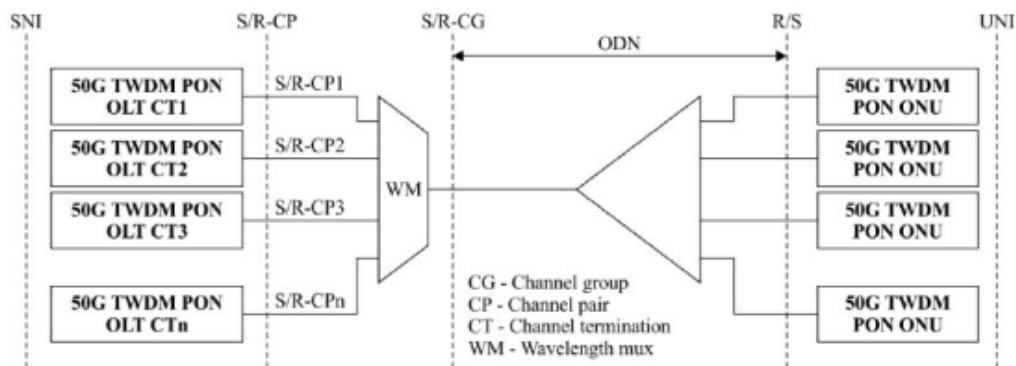 SNI
S/R-CP
S/R-CG
R/S
UNI
ODN
50G TWDM PON
OLT CT1
S/R-CP1
50G TWDM PON
OLT CT2
S/R-CP2
50G TWDM PON
OLT CT3
S/R-CP3
50G TWDM PON
OLT CTn
S/R-CPn
WM
CG - Channel group
CP - Channel pair
CT - Channel termination
WM - Wavelength mux
50G TWDM
PON ONU
50G TWDM
PON ONU
50G TWDM
PON ONU
50G TWDM
PON ONU